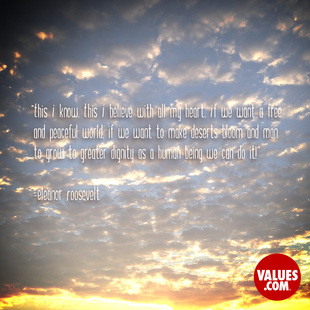 "this i know. this i believe with all my heart. if we want a free
and peaceful world, if we want to make deserts bloom and man
to grow to greater dignity as a human being we can do it!"
-eleanor roosevelt
VALUES
.COM